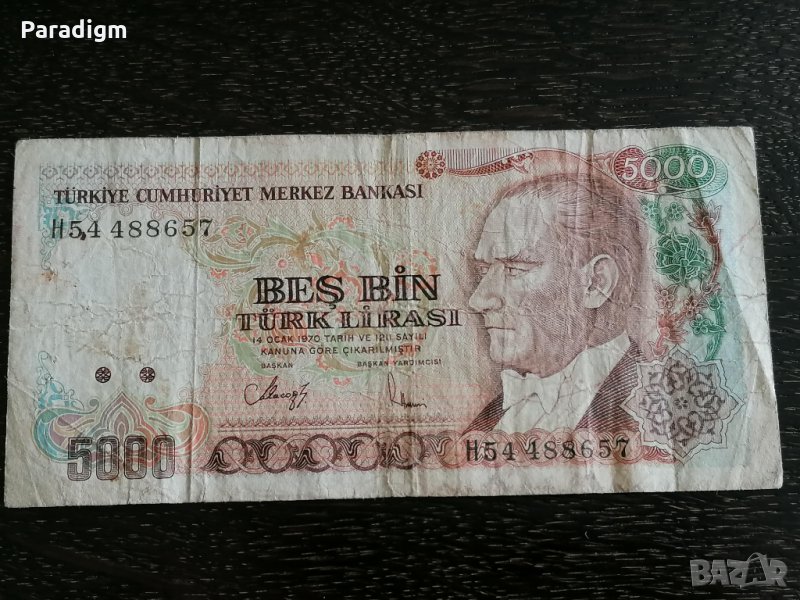 Paradigm
5000
TÜRKİYE CUMHURİYET MERKEZ BANKASI
H54 488657
BEŞ BİN
TÜRK LİRASI
14 OCAK 1970 TARİH VE 1211 SAYILI
KANUNA GÖRE ÇIKARILMIŞTIR
BAŞKAN BAŞKAN YARDIMCISI
5000
H54 488657
BAZAR